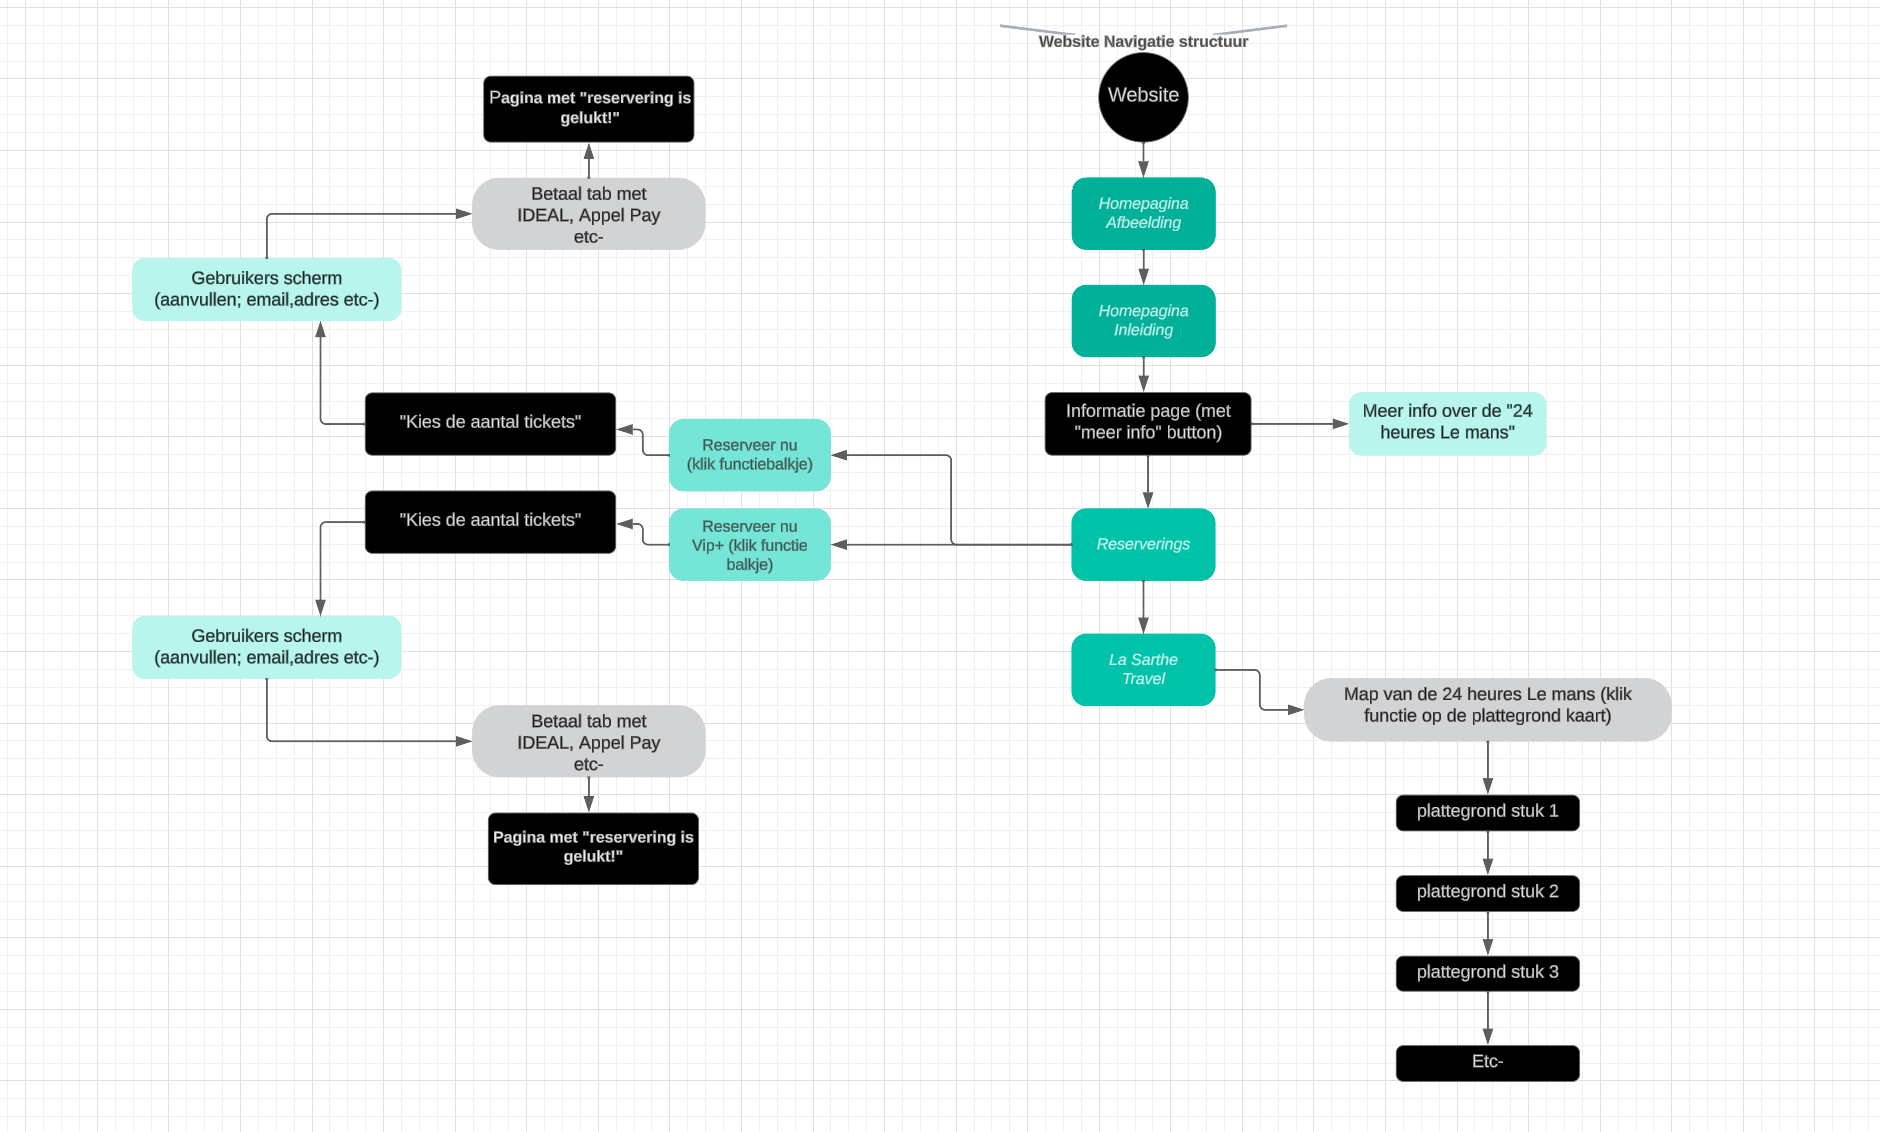 Website Navigatie structuur
Website
Pagina met "reservering is
gelukt!"
Betaal tab met
IDEAL, Appel Pay
etc-
Homepagina
Afbeelding
Gebruikers scherm
(aanvullen; email,adres etc-)
Homepagina
Inleiding
"Kies de aantal tickets"
Reserveer nu
(klik functiebalkje)
Informatie page (met
"meer info" button)
Meer info over de "24
heures Le mans"
"Kies de aantal tickets"
Reserveer nu
Vip+ (klik functie
balkje)
Reserverings
Gebruikers scherm
(aanvullen; email,adres etc-)
La Sarthe
Travel
Map van de 24 heures Le mans (klik
functie op de plattegrond kaart)
Betaal tab met
IDEAL, Appel Pay
etc-
Pagina met "reservering is
gelukt!"
plattegrond stuk 1
plattegrond stuk 2
plattegrond stuk 3
Etc-